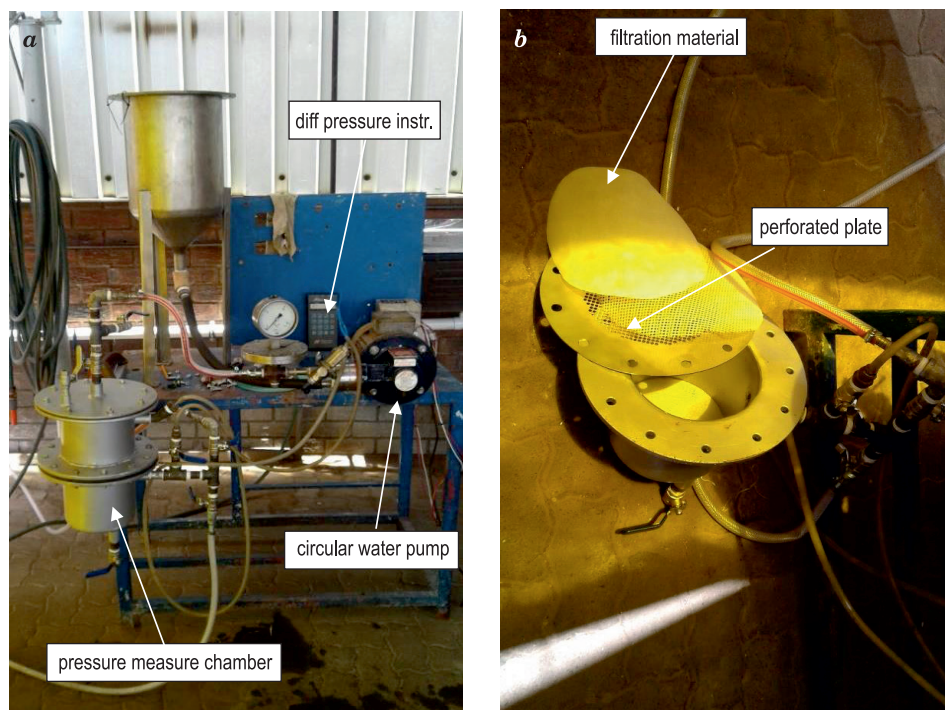 a
diff pressure instr.
circular water pump
pressure measure chamber
b
filtration material
perforated plate